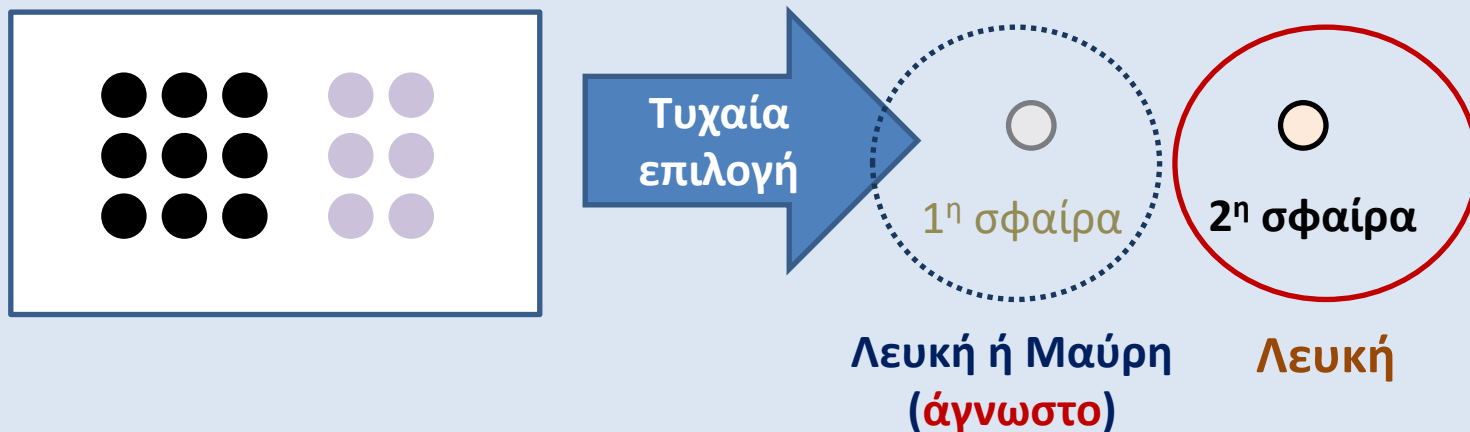 Τυχαία
επιλογή
1η σφαίρα
2η σφαίρα
Λευκή ή Μαύρη
(άγνωστο)
Λευκή